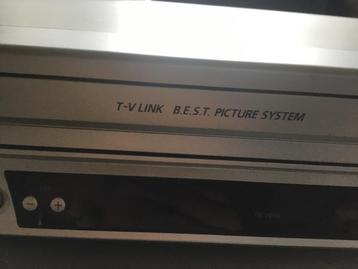 T-V LINK B.E.S.T. PICTURE SYSTEM
− +